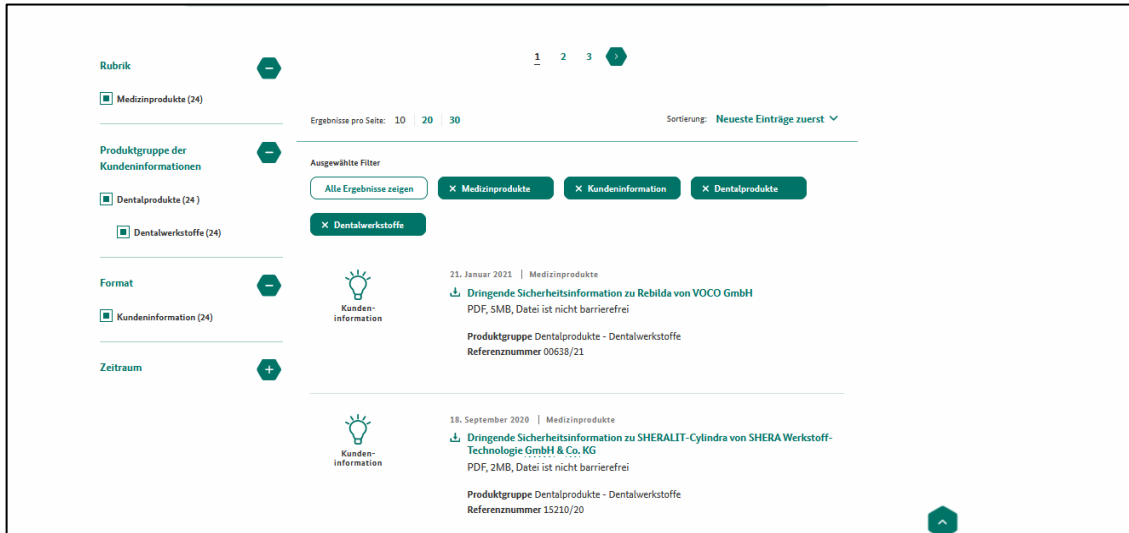 Rubrik
Medizinprodukte (24)
Produktgruppe der
Kundeninformationen
Dentalprodukte (24 )
Dentalwerkstoffe (24)
Format
Kundeninformation (24)
Zeitraum
1 2 3
Ergebnisse pro Seite: 10 20 30
Sortierung: Neueste Einträge zuerst
Ausgewählte Filter
Alle Ergebnisse zeigen
× Medizinprodukte
× Kundeninformation
× Dentalprodukte
× Dentalwerkstoffe
Kunden-
information
21. Januar 2021 | Medizinprodukte
Dringende Sicherheitsinformation zu Rebilda von VOCO GmbH
PDF, 5MB, Datei ist nicht barrierefrei
Produktgruppe Dentalprodukte - Dentalwerkstoffe
Referenznummer 00638/21
Kunden-
information
18. September 2020 | Medizinprodukte
Dringende Sicherheitsinformation zu SHERALIT-Cylindra von SHERA Werkstoff-
Technologie GmbH & Co. KG
PDF, 2MB, Datei ist nicht barrierefrei
Produktgruppe Dentalprodukte - Dentalwerkstoffe
Referenznummer 15210/20